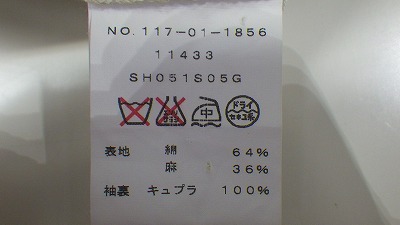 NO. 117-01-1856
11433
SH051S05G
中 ドライ セキユ系
表地 綿 64%
麻 36%
袖裏 キュプラ 100%